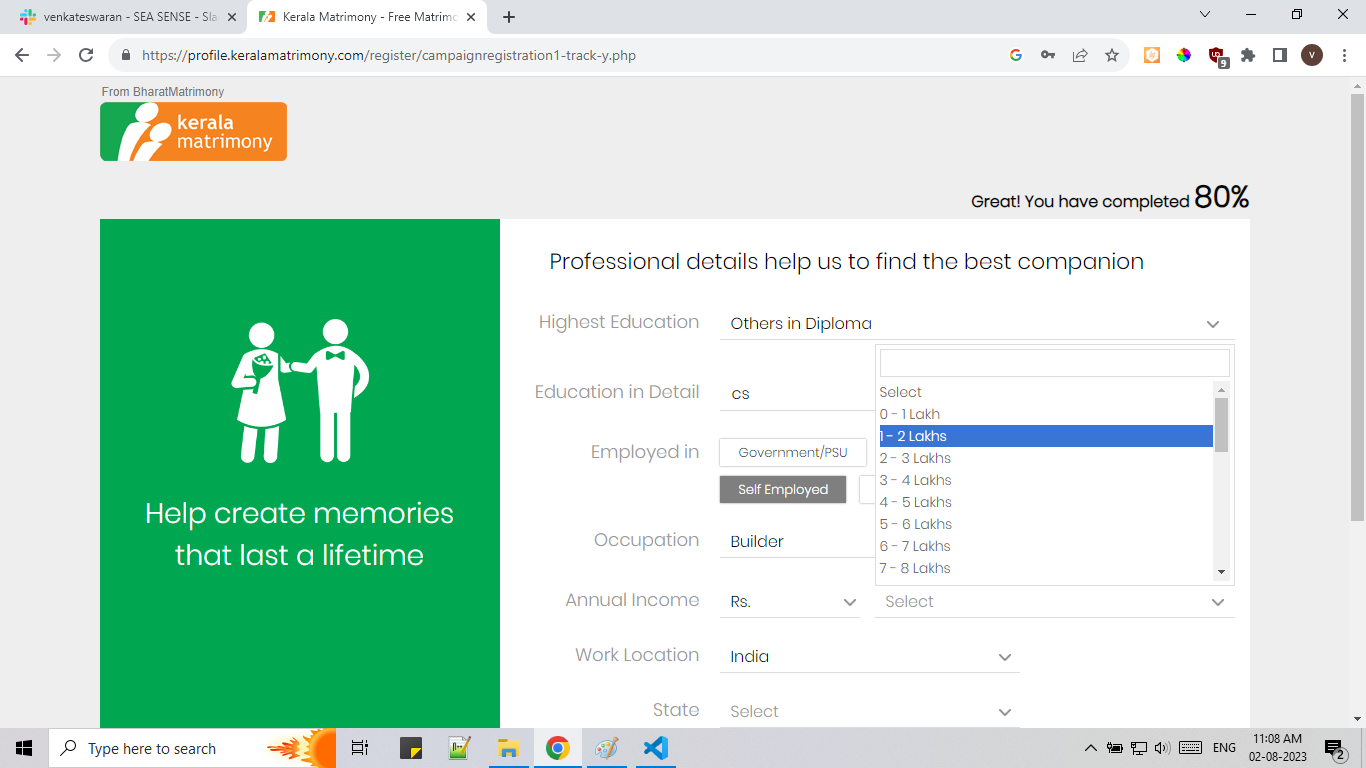 venkateswaran - SEA SENSE - Sla
Kerala Matrimony - Free Matrimo
https://profile.keralamatrimony.com/register/campaignregistration1-track-y.php
9
V
From BharatMatrimony
kerala
matrimony
Great! You have completed 80%
Professional details help us to find the best companion
Help create memories
that last a lifetime
Highest Education
Others in Diploma
Education in Detail
cs
Select
0 - 1 Lakh
1 - 2 Lakhs
2 - 3 Lakhs
3 - 4 Lakhs
4 - 5 Lakhs
5 - 6 Lakhs
6 - 7 Lakhs
7 - 8 Lakhs
Employed in
Government/PSU
Self Employed
Occupation
Builder
Annual Income
Rs.
Select
Work Location
India
State
Select
Type here to search
ENG
11:08 AM
02-08-2023
2